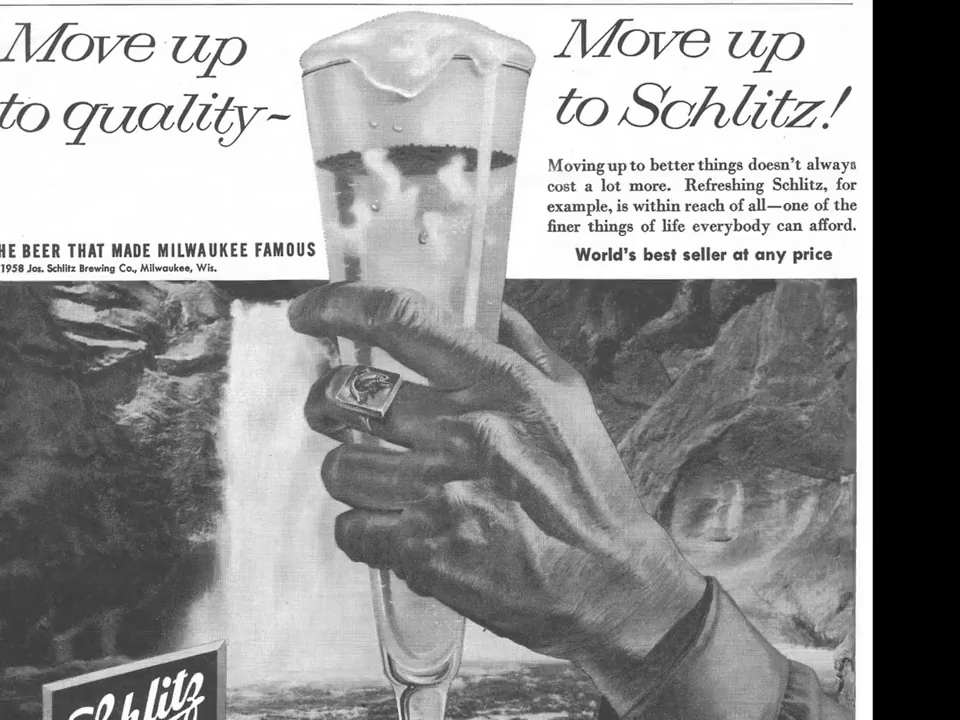 Move up
to quality~
Move up
to Schlitz!
Moving up to better things doesn't always
cost a lot more. Refreshing Schlitz, for
example, is within reach of all—one of the
finer things of life everybody can afford.
World's best seller at any price
HE BEER THAT MADE MILWAUKEE FAMOUS
1958 Jos. Schlitz Brewing Co., Milwaukee, Wis.
Schlitz